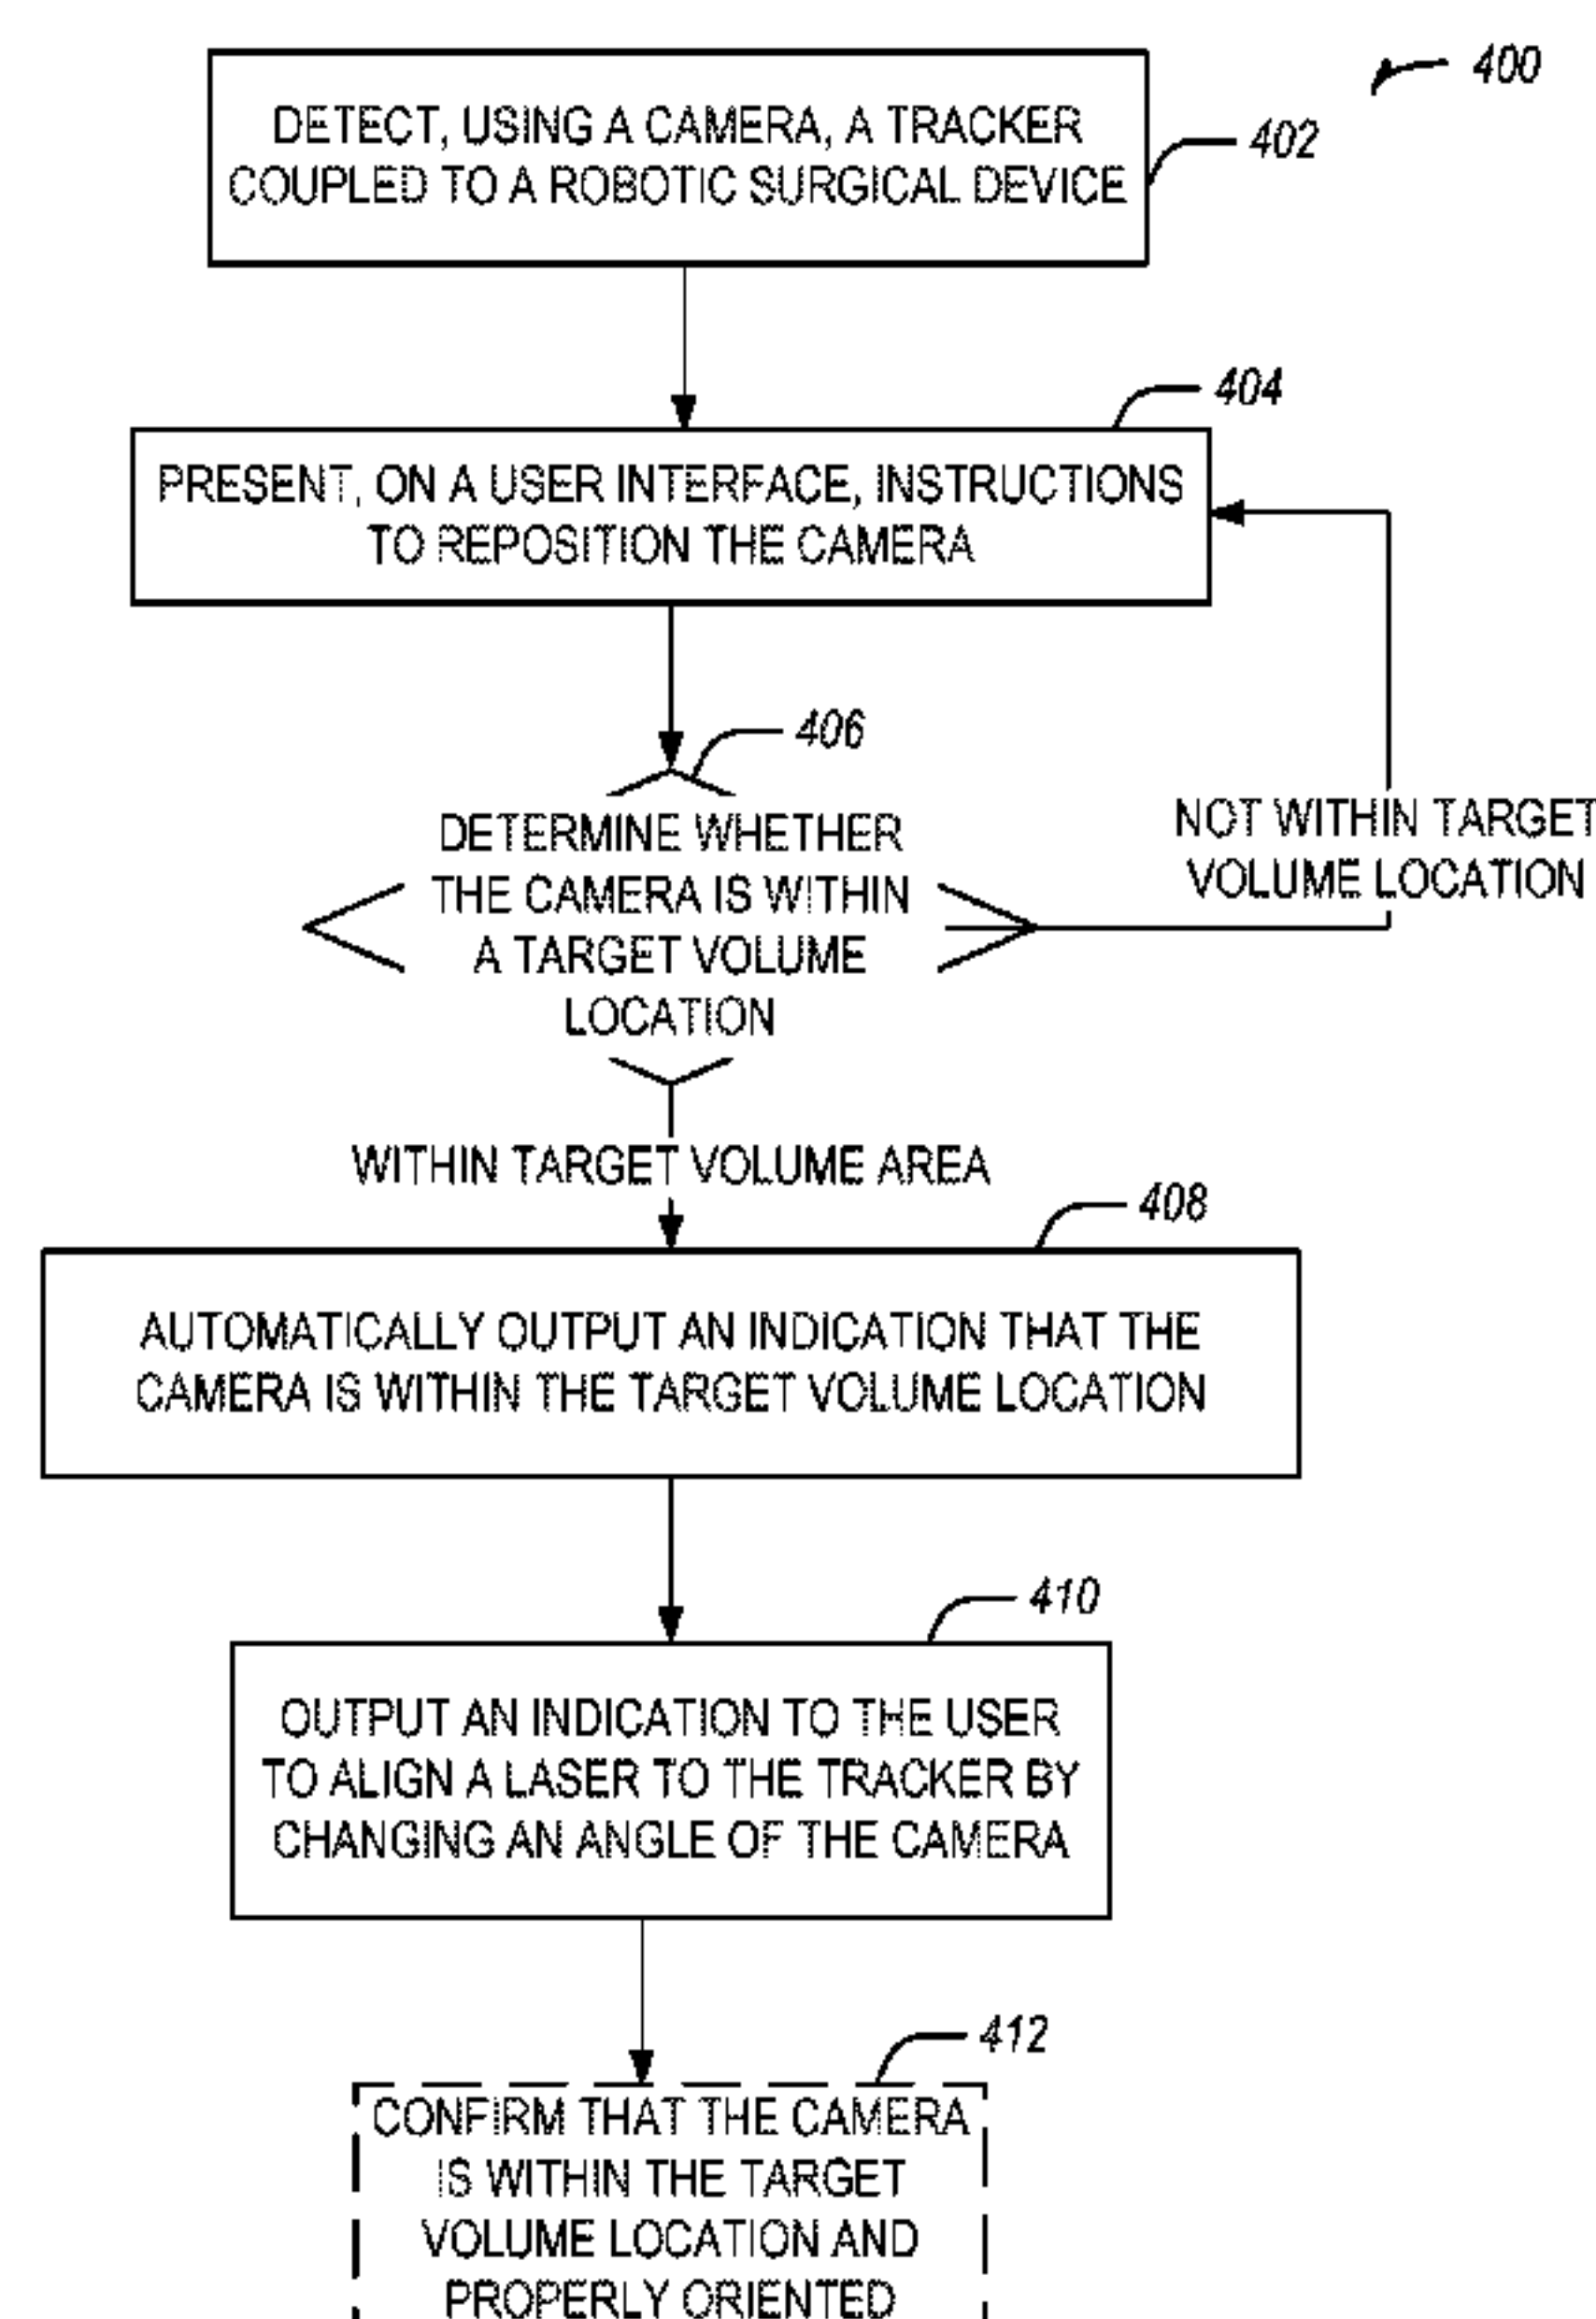 400
DETECT, USING A CAMERA, A TRACKER
COUPLED TO A ROBOTIC SURGICAL DEVICE
402
404
PRESENT, ON A USER INTERFACE, INSTRUCTIONS
TO REPOSITION THE CAMERA
406
DETERMINE WHETHER
THE CAMERA IS WITHIN
A TARGET VOLUME
LOCATION
NOT WITHIN TARGET
VOLUME LOCATION
WITHIN TARGET VOLUME AREA
408
AUTOMATICALLY OUTPUT AN INDICATION THAT THE
CAMERA IS WITHIN THE TARGET VOLUME LOCATION
410
OUTPUT AN INDICATION TO THE USER
TO ALIGN A LASER TO THE TRACKER BY
CHANGING AN ANGLE OF THE CAMERA
412
CONFIRM THAT THE CAMERA
IS WITHIN THE TARGET
VOLUME LOCATION AND
PROPERLY ORIENTED